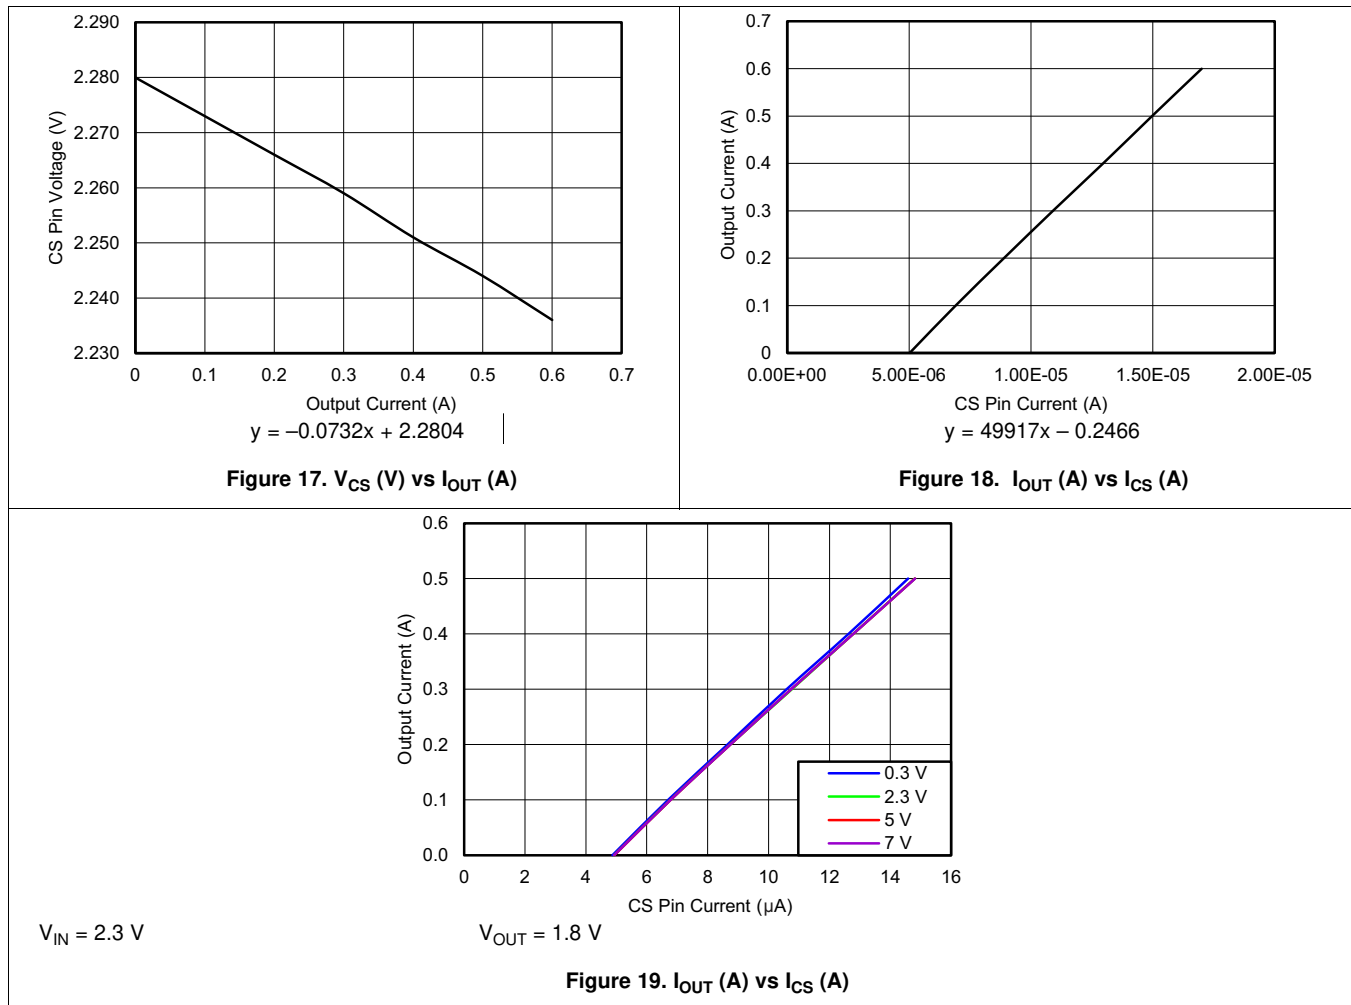 2.290
2.280
2.270
2.260
2.250
2.240
2.230
CS Pin Voltage (V)
0 0.1 0.2 0.3 0.4 0.5 0.6 0.7
Output Current (A)
y = –0.0732x + 2.2804
Figure 17. VCS (V) vs IOUT (A)
0.7
0.6
0.5
0.4
0.3
0.2
0.1
0
Output Current (A)
0.00E+00 5.00E-06 1.00E-05 1.50E-05 2.00E-05
CS Pin Current (A)
y = 49917x – 0.2466
Figure 18. IOUT (A) vs ICS (A)
0.6
0.5
0.4
0.3
0.2
0.1
0.0
Output Current (A)
0.3 V
2.3 V
5 V
7 V
0 2 4 6 8 10 12 14 16
CS Pin Current (µA)
VIN = 2.3 V VOUT = 1.8 V
Figure 19. IOUT (A) vs ICS (A)